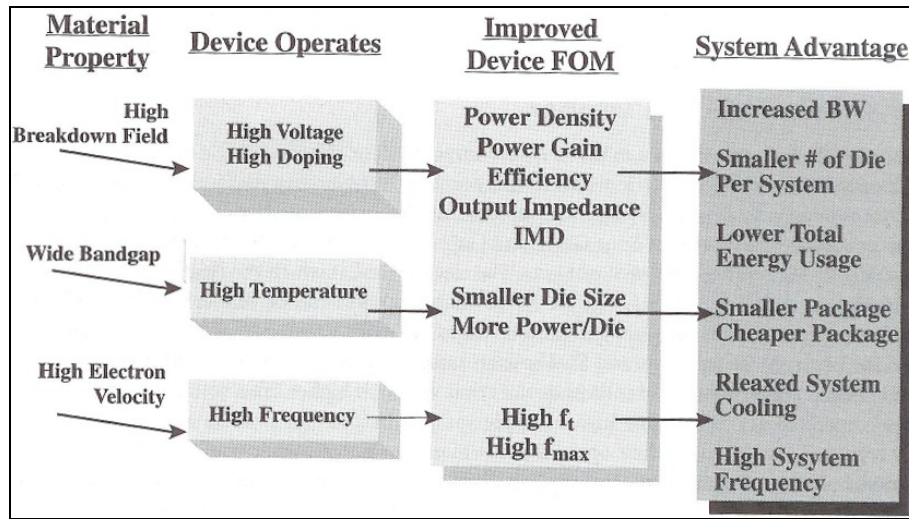 Material
Property
Device Operates
Improved
Device FOM
System Advantage
High
Breakdown Field
High Voltage
High Doping
Power Density
Power Gain
Efficiency
Output Impedance
IMD
Increased BW
Smaller # of Die
Per System
Lower Total
Energy Usage
Wide Bandgap
High Temperature
Smaller Die Size
More Power/Die
Smaller Package
Cheaper Package
High Electron
Velocity
High Frequency
High ft
High fmax
Rleaxed System
Cooling
High Sysytem
Frequency